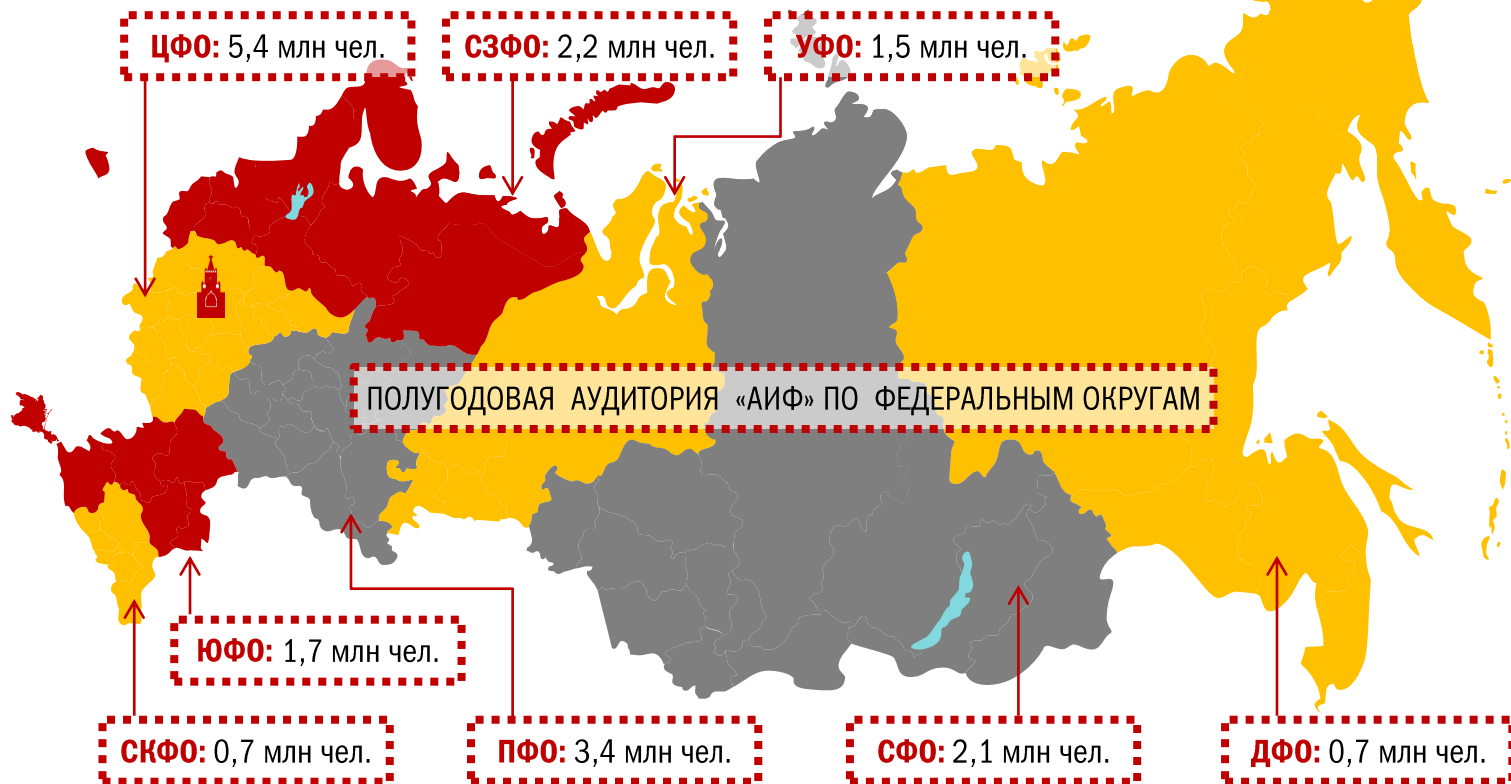 ЦФО: 5,4 млн чел.
СЗФО: 2,2 млн чел.
УФО: 1,5 млн чел.
ПОЛУГОДОВАЯ АУДИТОРИЯ «АИФ» ПО ФЕДЕРАЛЬНЫМ ОКРУГАМ
ЮФО: 1,7 млн чел.
СКФО: 0,7 млн чел.
ПФО: 3,4 млн чел.
СФО: 2,1 млн чел.
ДФО: 0,7 млн чел.